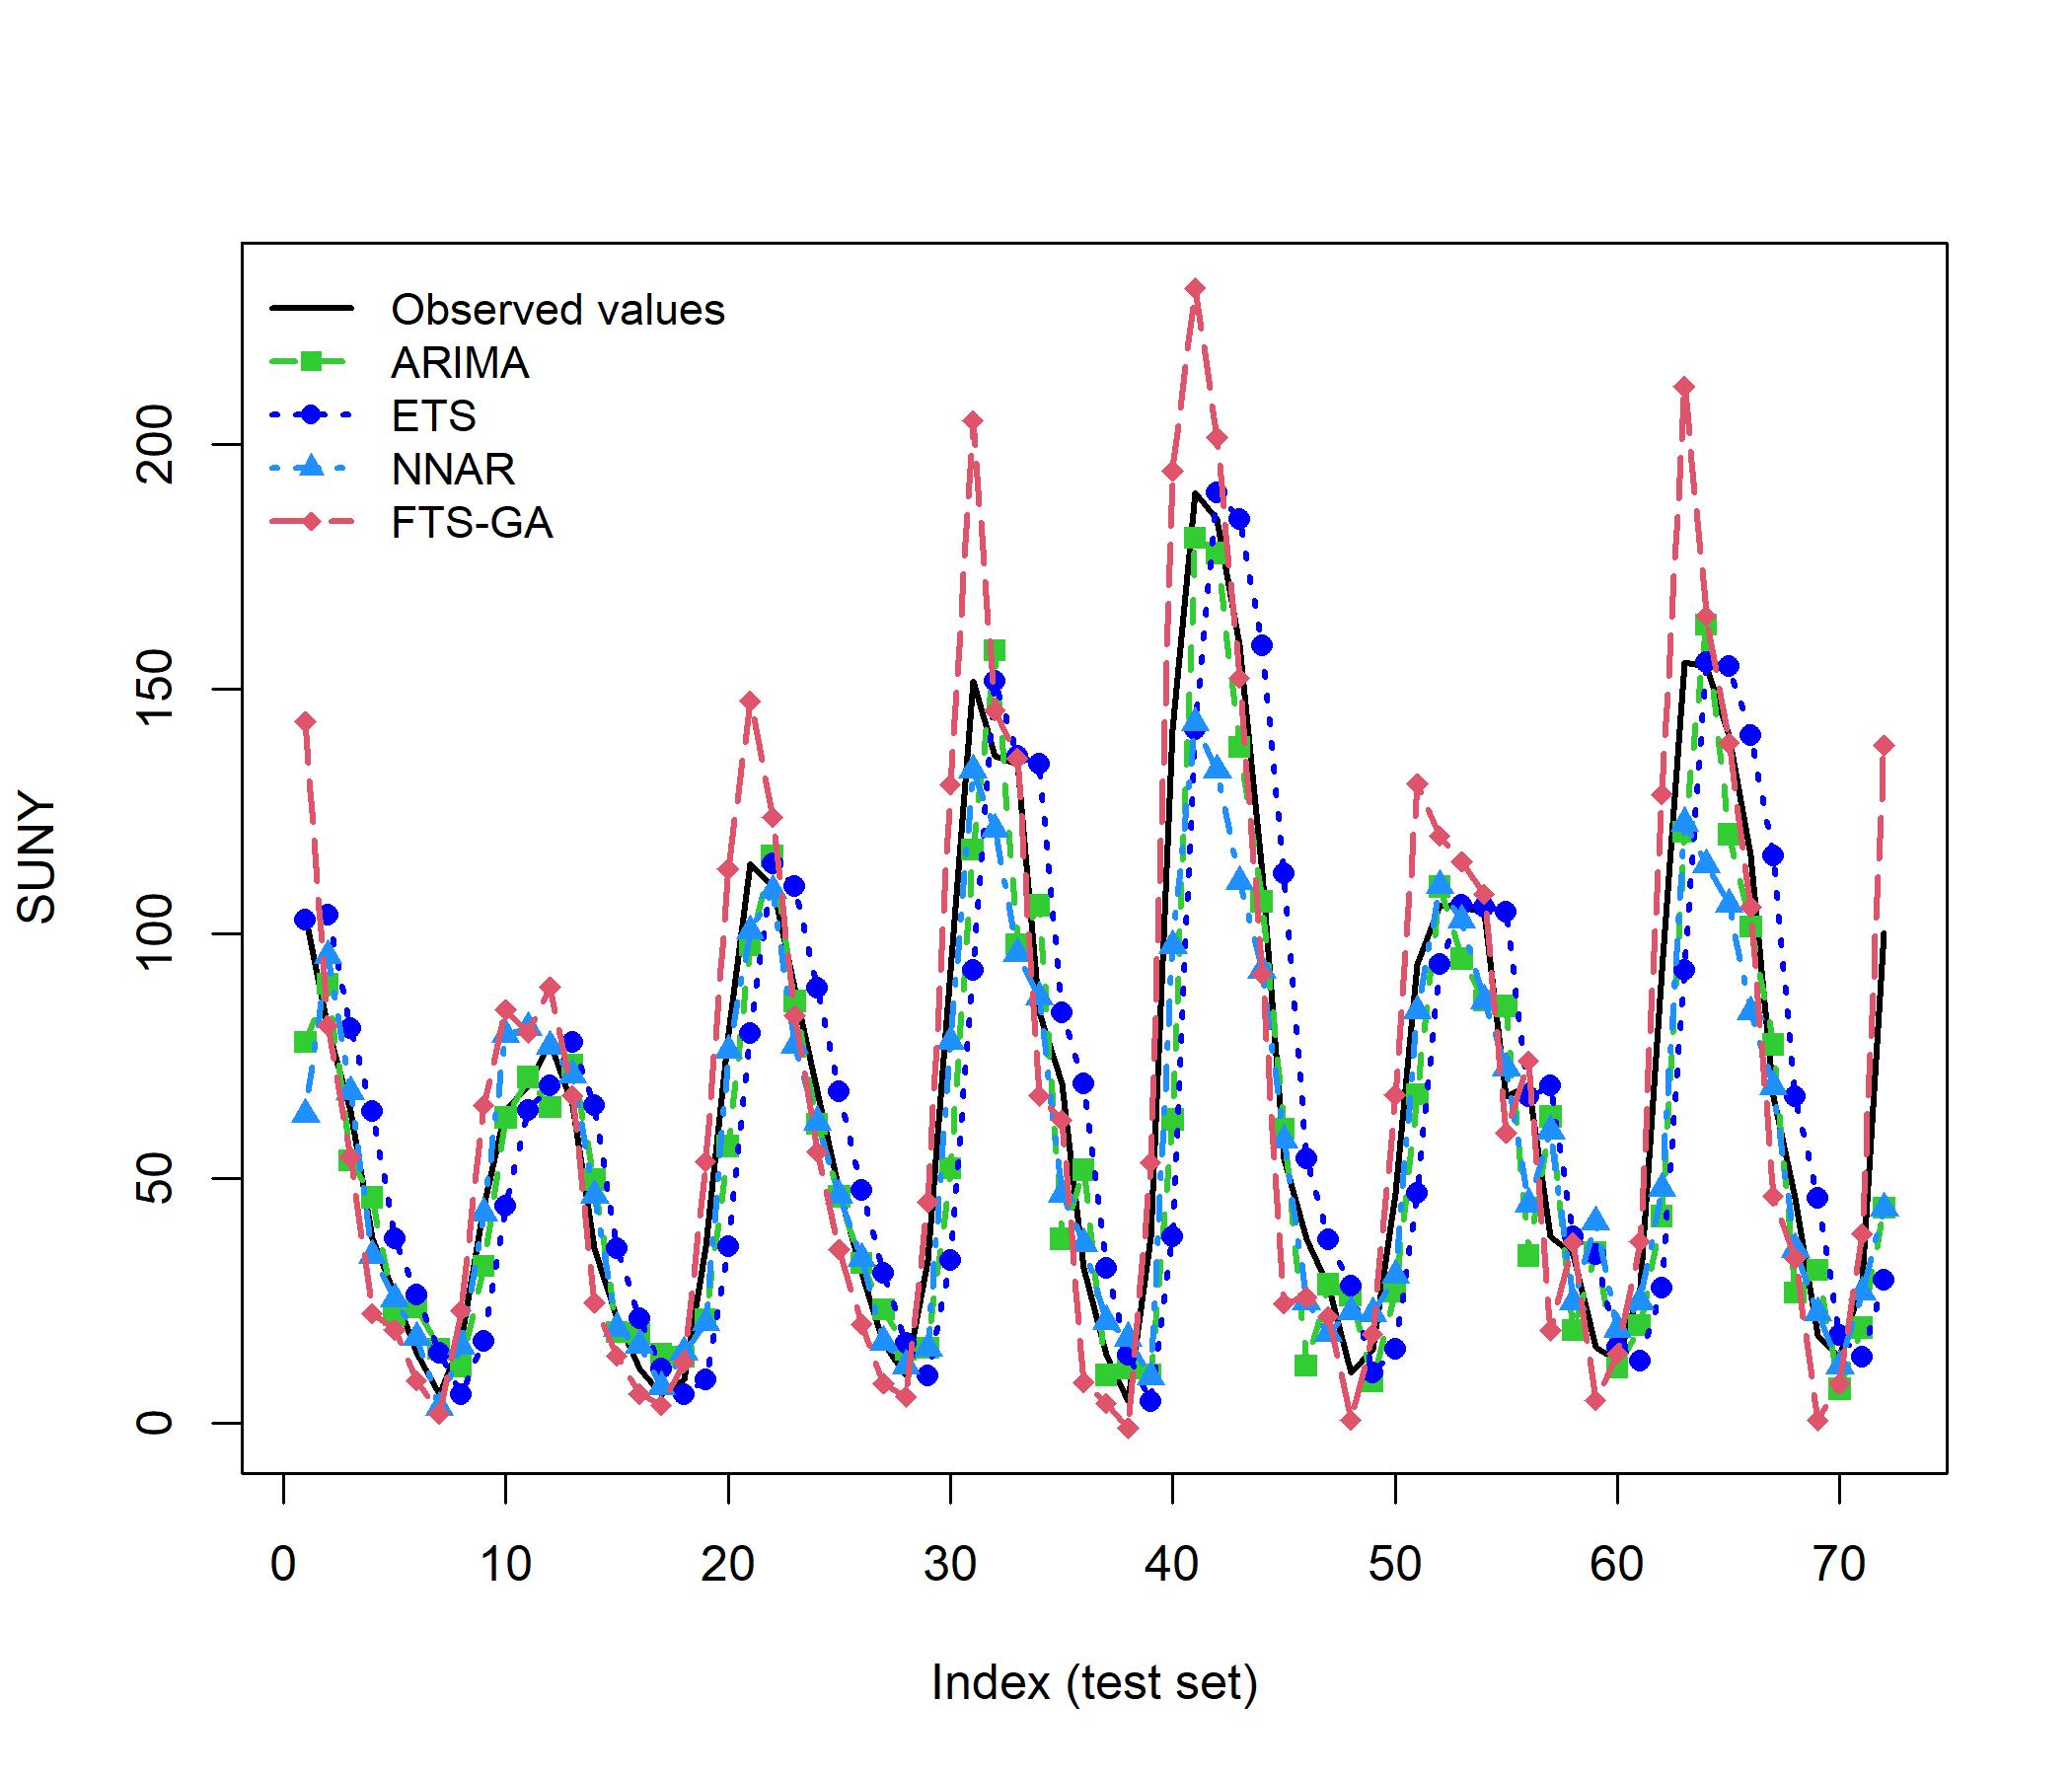 Observed values
ARIMA
ETS
NNAR
FTS-GA
SUNY
200
150
100
50
0
0 10 20 30 40 50 60 70
Index (test set)